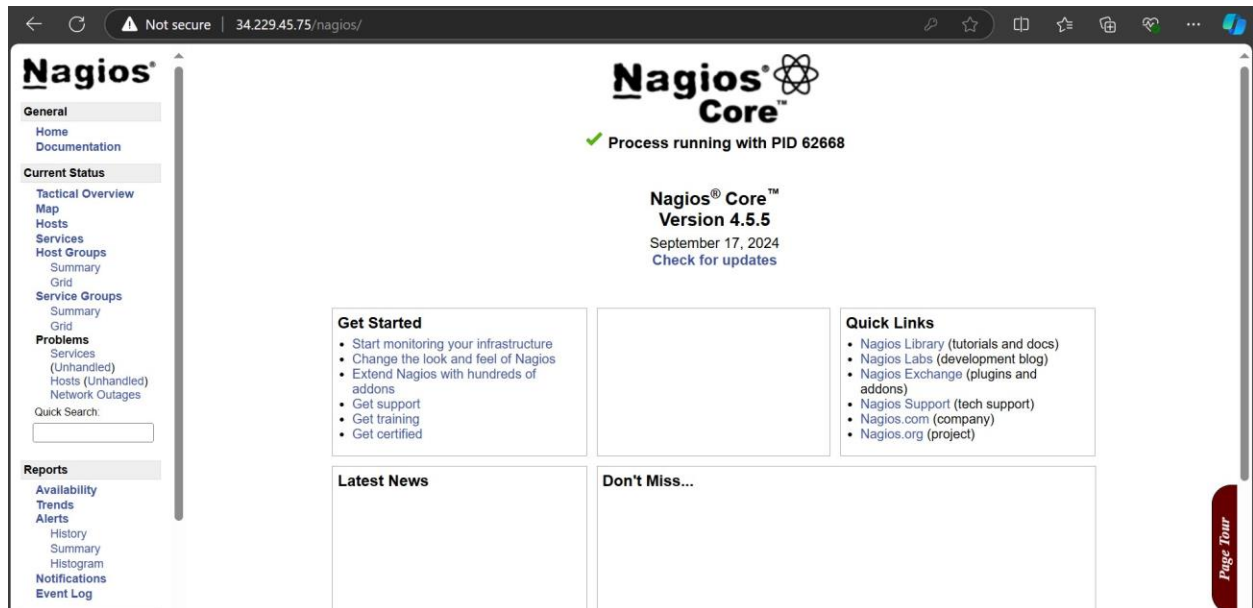 Not secure | 34.229.45.75/nagios/
Nagios®
General
Home
Documentation
Current Status
Tactical Overview
Map
Hosts
Services
Host Groups
Summary
Grid
Service Groups
Summary
Grid
Problems
Services
(Unhandled)
Hosts (Unhandled)
Network Outages
Quick Search:
Reports
Availability
Trends
Alerts
History
Summary
Histogram
Notifications
Event Log
Nagios®
Core™
Process running with PID 62668
Nagios® Core™
Version 4.5.5
September 17, 2024
Check for updates
Get Started
• Start monitoring your infrastructure
• Change the look and feel of Nagios
• Extend Nagios with hundreds of
addons
• Get support
• Get training
• Get certified
Quick Links
• Nagios Library (tutorials and docs)
• Nagios Labs (development blog)
• Nagios Exchange (plugins and
addons)
• Nagios Support (tech support)
• Nagios.com (company)
• Nagios.org (project)
Latest News
Don't Miss...
Page Tour